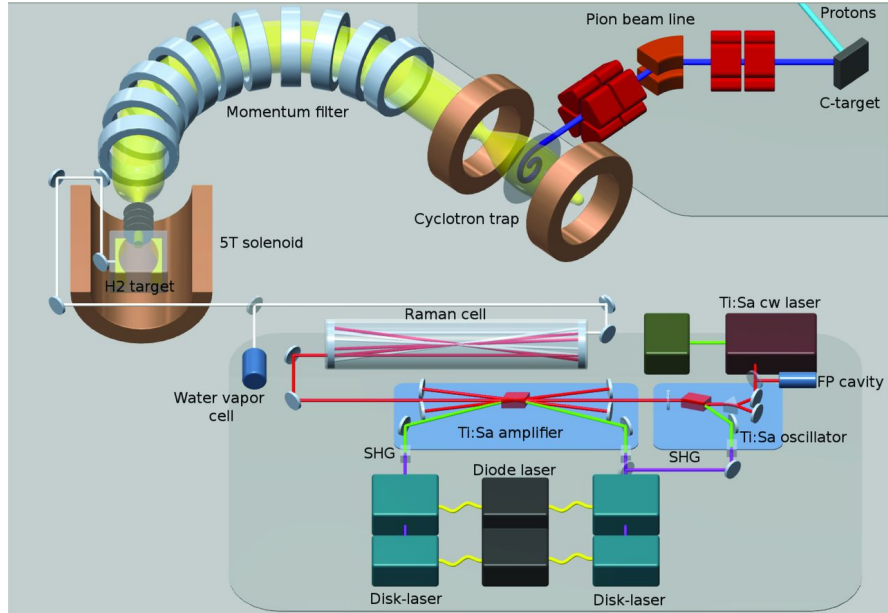 Pion beam line
Protons
C-target
Momentum filter
Cyclotron trap
5T solenoid
H2 target
Raman cell
Ti:Sa cw laser
Water vapor
cell
FP cavity
Ti:Sa amplifier
Ti:Sa oscillator
SHG
SHG
Diode laser
Disk-laser
Disk-laser